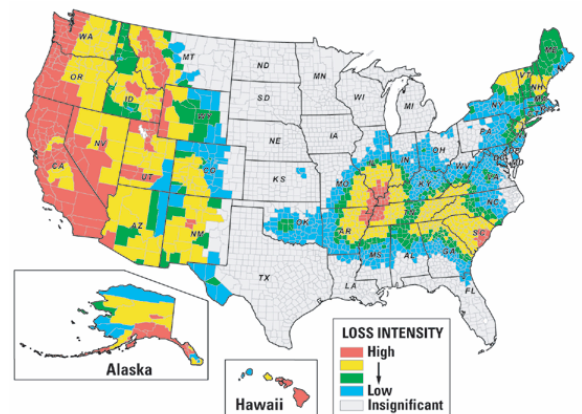 WA
MT
ND
MN
ME
OR
ID
SD
WI
MI
VT
NH
NY
WY
NE
IA
PA
NV
UT
CO
KS
MO
IN
OH
WV
VA
KY
CA
AZ
NM
OK
AR
TN
NC
SC
MS
AL
GA
TX
LA
FL
Alaska
Hawaii
LOSS INTENSITY
High
Low
Insignificant